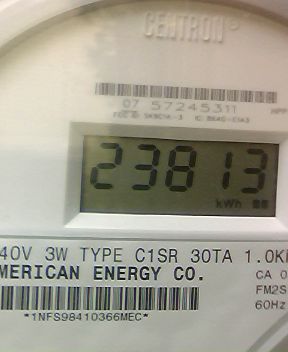 CENTRON®
07 57245311
23813
kWh
40V 3W TYPE C1SR 30TA 1.0K
MERICAN ENERGY CO. CA 0
FM2S
60Hz
*1NFS98410366MEC*